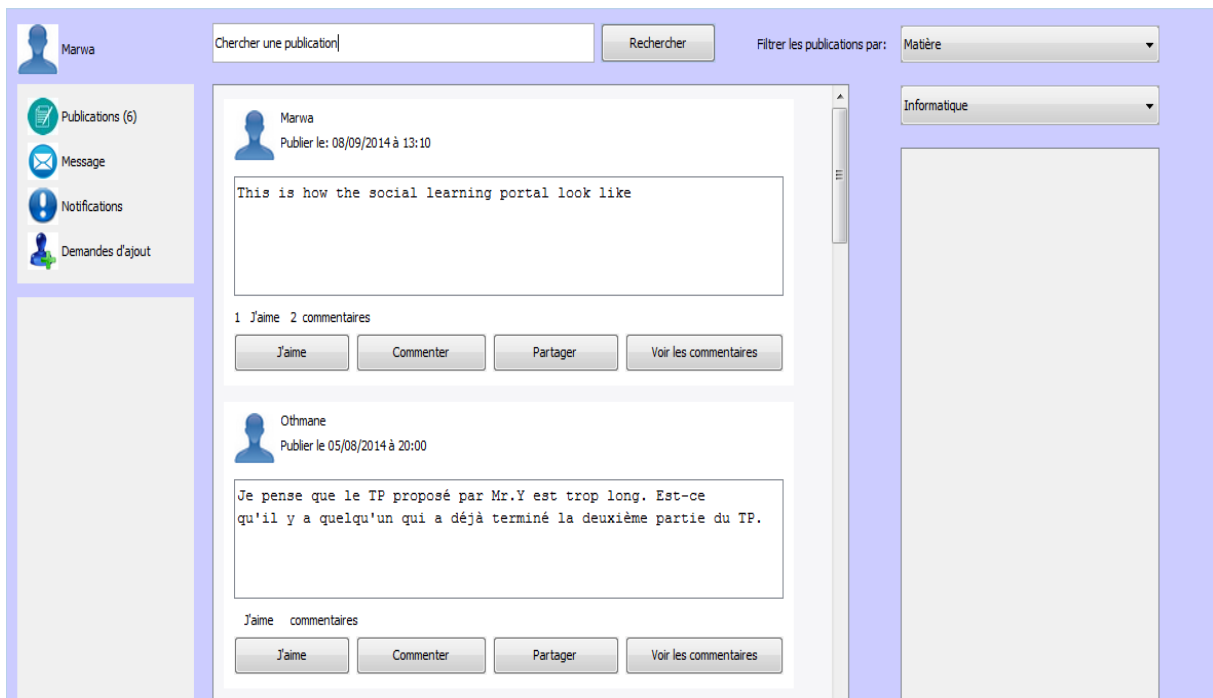 Marwa
Chercher une publication
Rechercher
Filtrer les publications par:
Matière
Informatique
Publications (6)
Message
Notifications
Demandes d'ajout
Marwa
Publier le: 08/09/2014 à 13:10
This is how the social learning portal look like
1 J'aime 2 commentaires
J'aime
Commenter
Partager
Voir les commentaires
Othmane
Publier le 05/08/2014 à 20:00
Je pense que le TP proposé par Mr.Y est trop long. Est-ce
qu'il y a quelqu'un qui a déjà terminé la deuxième partie du TP.
J'aime commentaires
J'aime
Commenter
Partager
Voir les commentaires